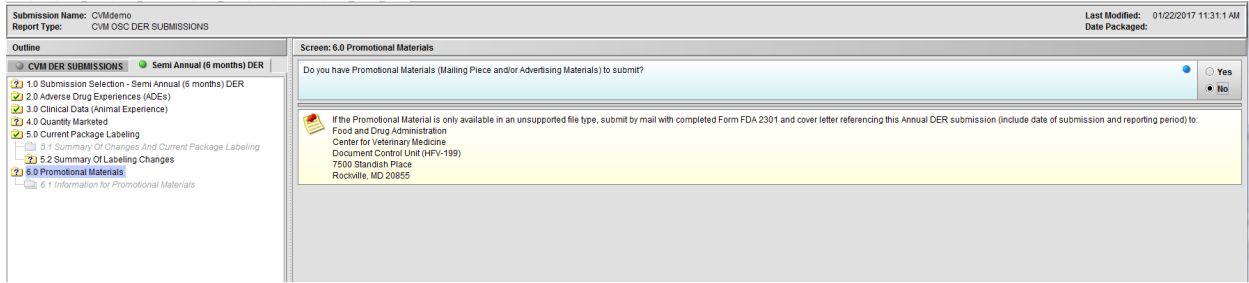 Submission Name: CVMdemo
Report Type: CVM OSC DER SUBMISSIONS
Last Modified: 01/22/2017 11:31:1 AM
Date Packaged:
Outline
CVM DER SUBMISSIONS
Semi Annual (6 months) DER
1.0 Submission Selection - Semi Annual (6 months) DER
2.0 Adverse Drug Experiences (ADEs)
3.0 Clinical Data (Animal Experience)
4.0 Quantity Marketed
5.0 Current Package Labeling
5.1 Summary Of Changes And Current Package Labeling
5.2 Summary Of Labeling Changes
6.0 Promotional Materials
6.1 Information for Promotional Materials
Screen: 6.0 Promotional Materials
Do you have Promotional Materials (Mailing Piece and/or Advertising Materials) to submit?
Yes
No
If the Promotional Material is only available in an unsupported file type, submit by mail with completed Form FDA 2301 and cover letter referencing this Annual DER submission (include date of submission and reporting period) to:
Food and Drug Administration
Center for Veterinary Medicine
Document Control Unit (HFV-199)
7500 Standish Place
Rockville, MD 20855